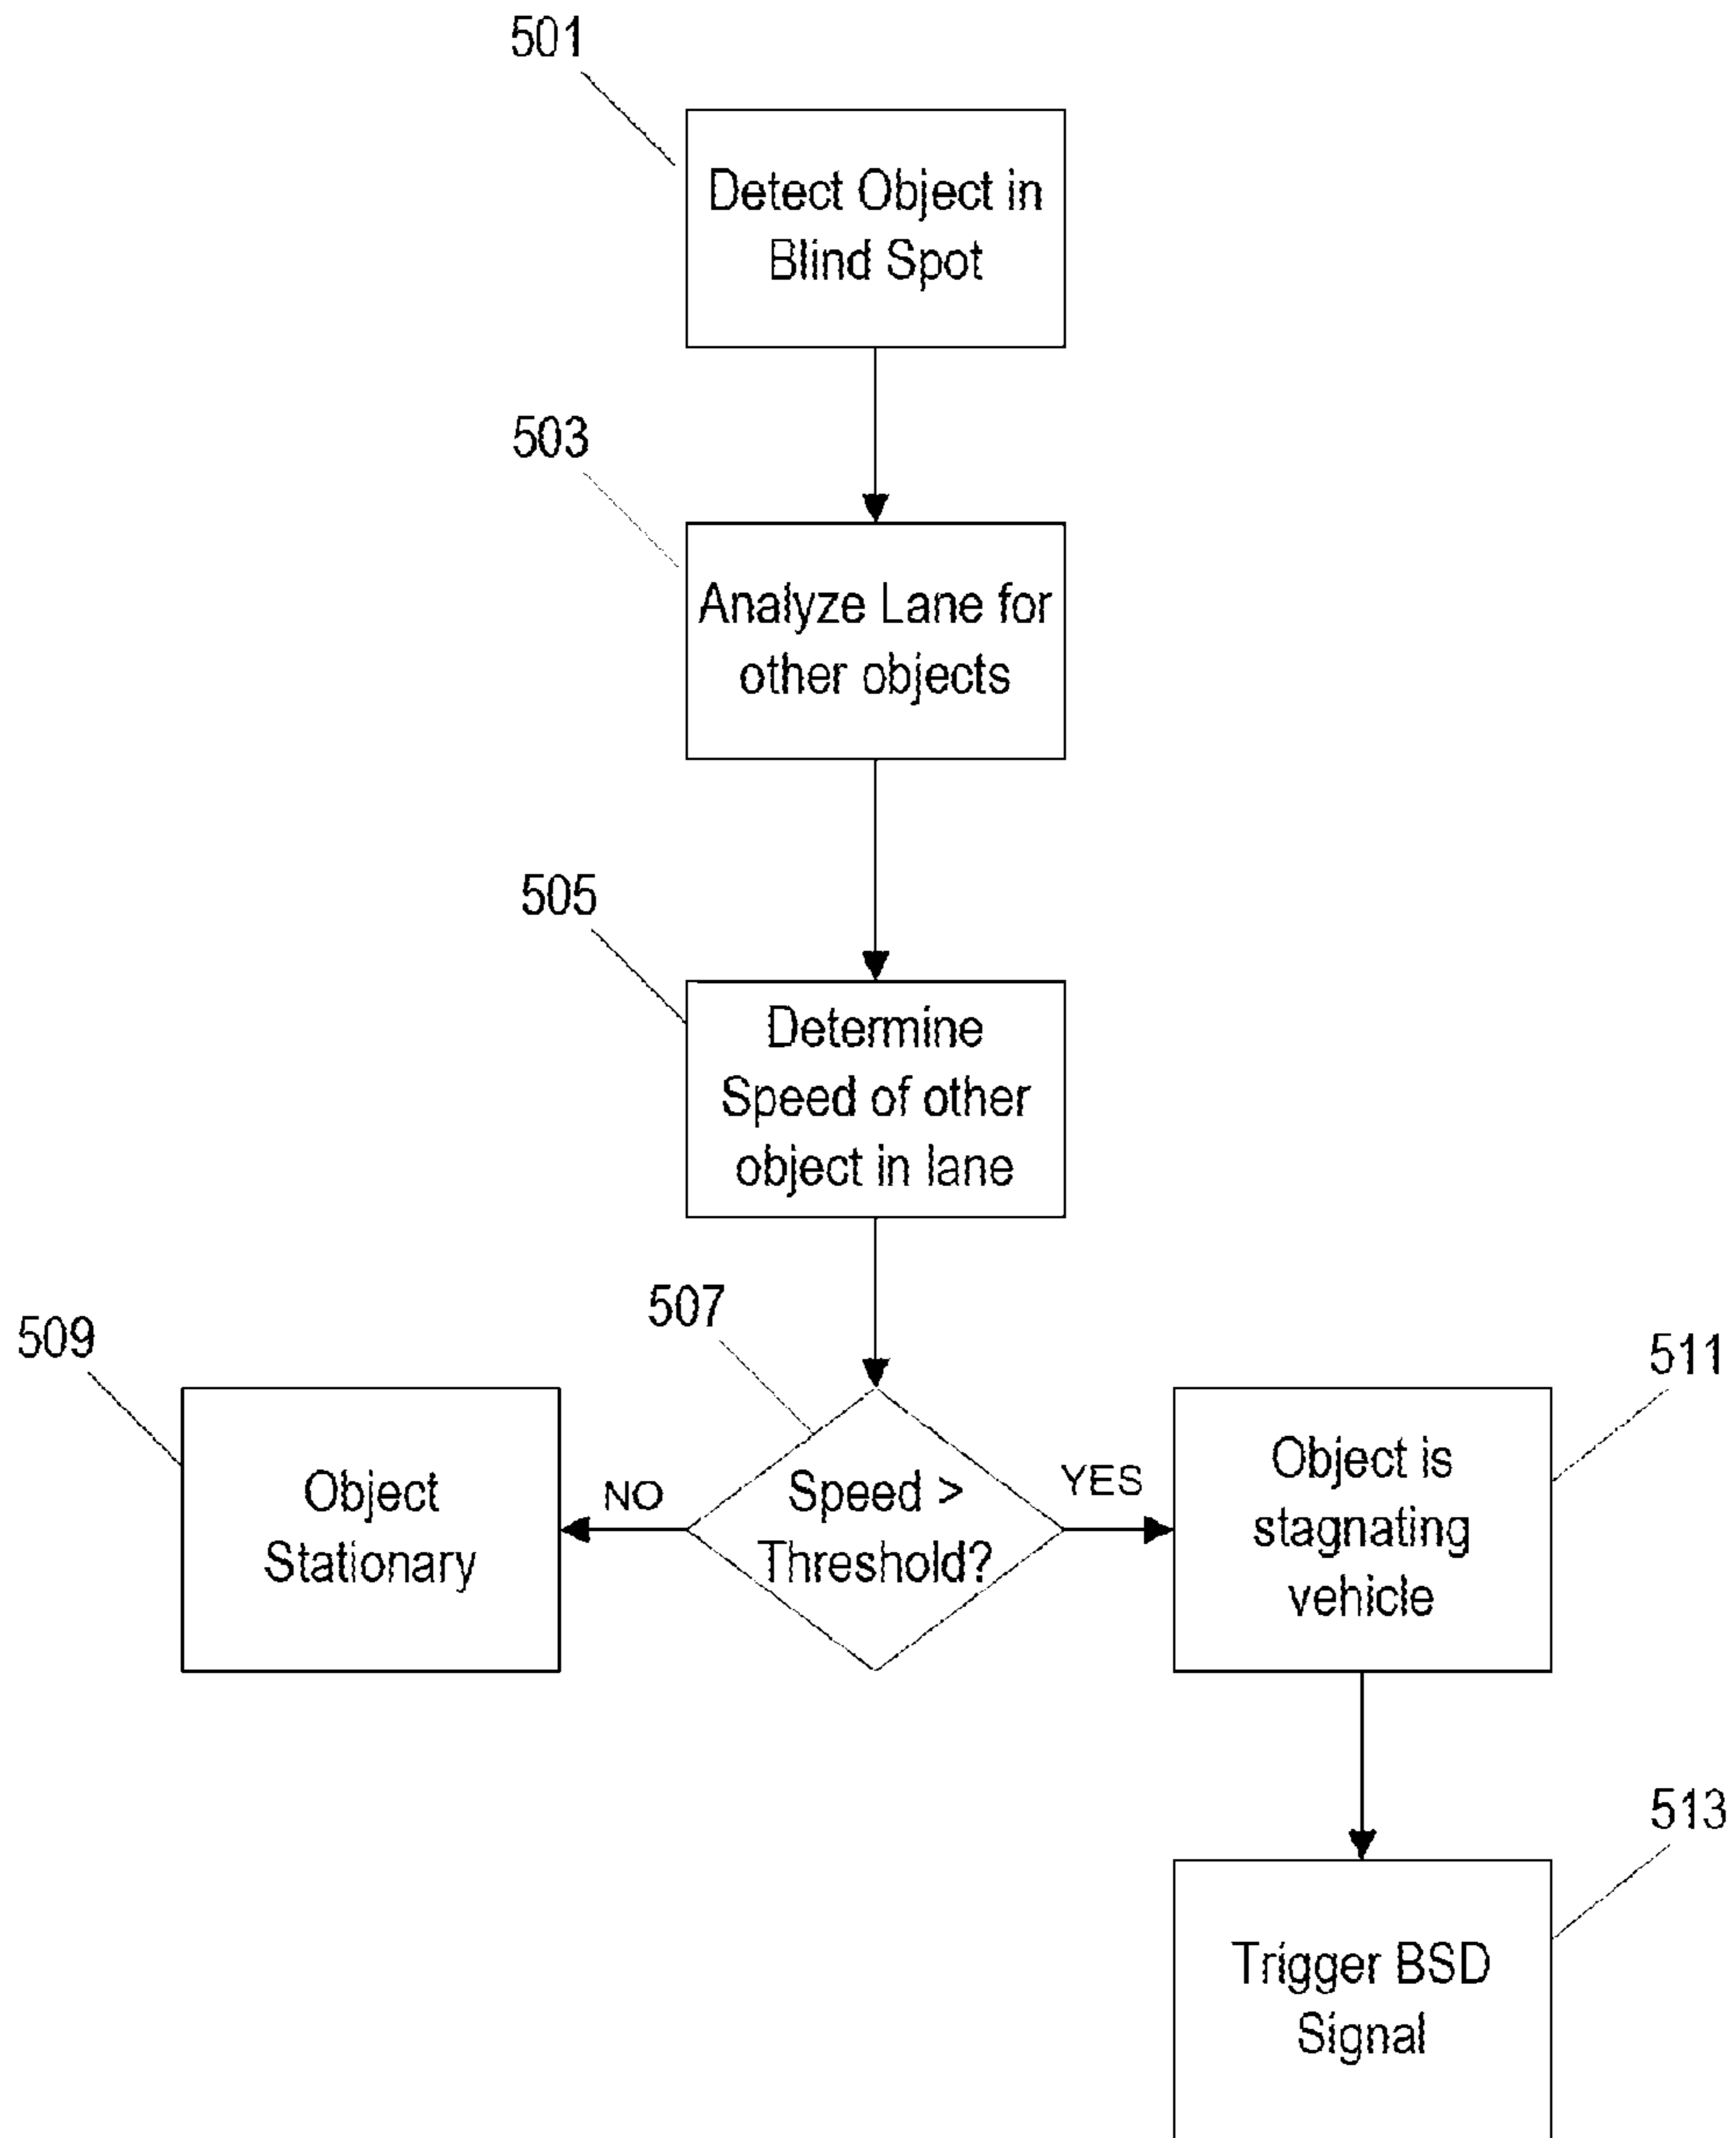 501
Detect Object in
Blind Spot
503
Analyze Lane for
other objects
505
Determine
Speed of other
object in lane
507
509
511
Object
Stationary
NO
Speed >
Threshold?
YES
Object is
stagnating
vehicle
513
Trigger BSD
Signal